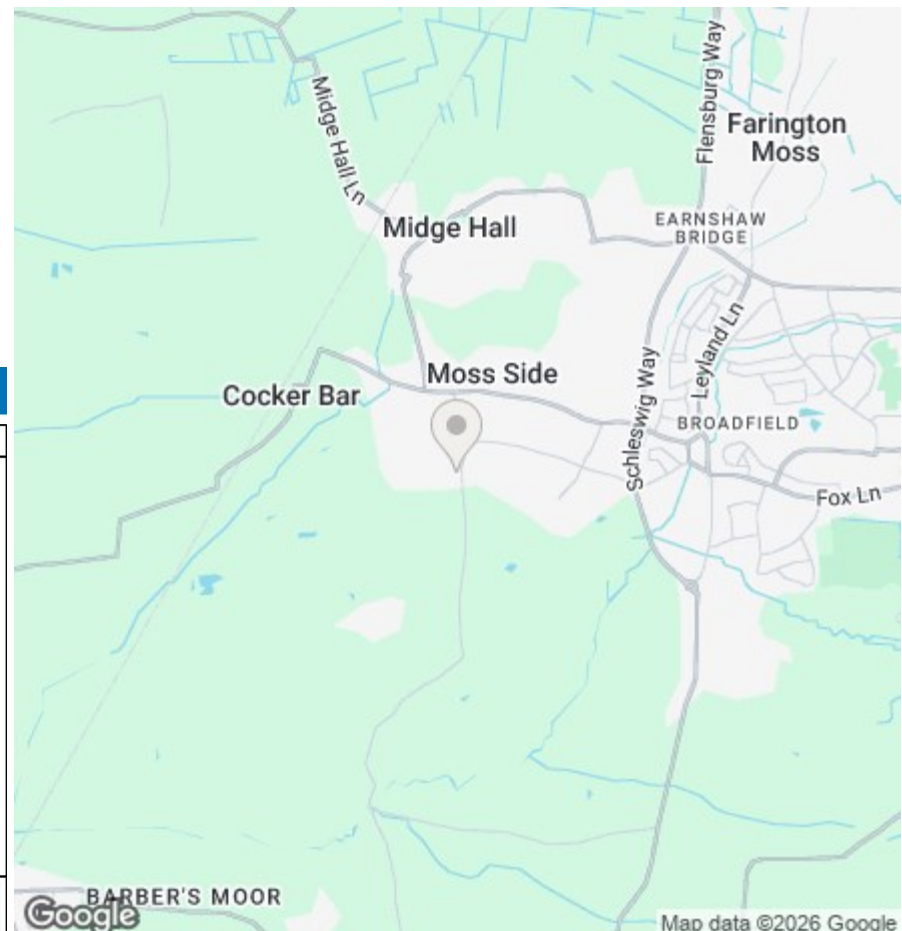 Flensburg Way
Farington
Moss
Midge Hall Ln
Midge Hall
EARNSHAW
BRIDGE
Leyland Ln
Schleswig Way
Moss Side
Cocker Bar
BROADFIELD
Fox Ln
BARBER'S MOOR
Google
Map data ©2026 Google